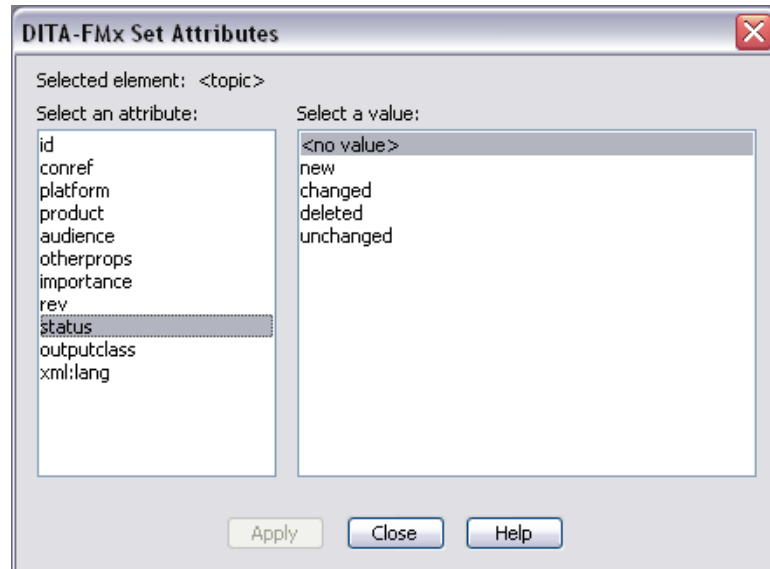 DITA-FMx Set Attributes
Selected element: <topic>
Select an attribute:
id
conref
platform
product
audience
otherprops
importance
rev
status
outputclass
xml:lang
Select a value:
<no value>
new
changed
deleted
unchanged
Apply
Close
Help